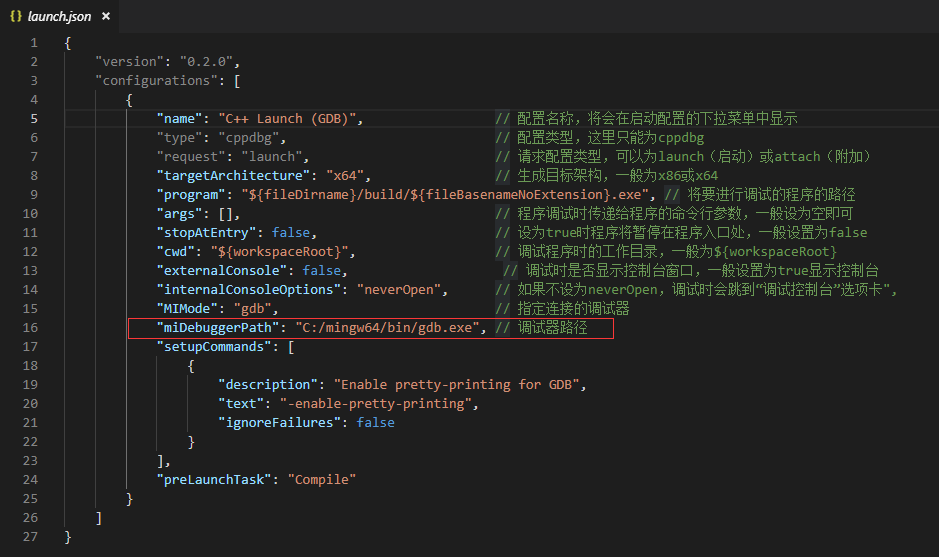 {} launch.json ×
1 {
2 "version": "0.2.0",
3 "configurations": [
4 {
5 "name": "C++ Launch (GDB)", // 配置名称，将会在启动配置的下拉菜单中显示
6 "type": "cppdbg", // 配置类型，这里只能为cppdbg
7 "request": "launch", // 请求配置类型，可以为launch（启动）或attach（附加）
8 "targetArchitecture": "x64", // 生成目标架构，一般为x86或x64
9 "program": "${fileDirname}/build/${fileBasenameNoExtension}.exe", // 将要进行调试的程序的路径
10 "args": [], // 程序调试时传递给程序的命令行参数，一般设为空即可
11 "stopAtEntry": false, // 设为true时程序将暂停在程序入口处，一般设置为false
12 "cwd": "${workspaceRoot}", // 调试程序时的工作目录，一般为${workspaceRoot}
13 "externalConsole": false, // 调试时是否显示控制台窗口，一般设置为true显示控制台
14 "internalConsoleOptions": "neverOpen", // 如果不设为neverOpen，调试时会跳到“调试控制台”选项卡",
15 "MIMode": "gdb", // 指定连接的调试器
16 "miDebuggerPath": "C:/mingw64/bin/gdb.exe", // 调试器路径
17 "setupCommands": [
18 {
19 "description": "Enable pretty-printing for GDB",
20 "text": "-enable-pretty-printing",
21 "ignoreFailures": false
22 }
23 ],
24 "preLaunchTask": "Compile"
25 }
26 ]
27 }